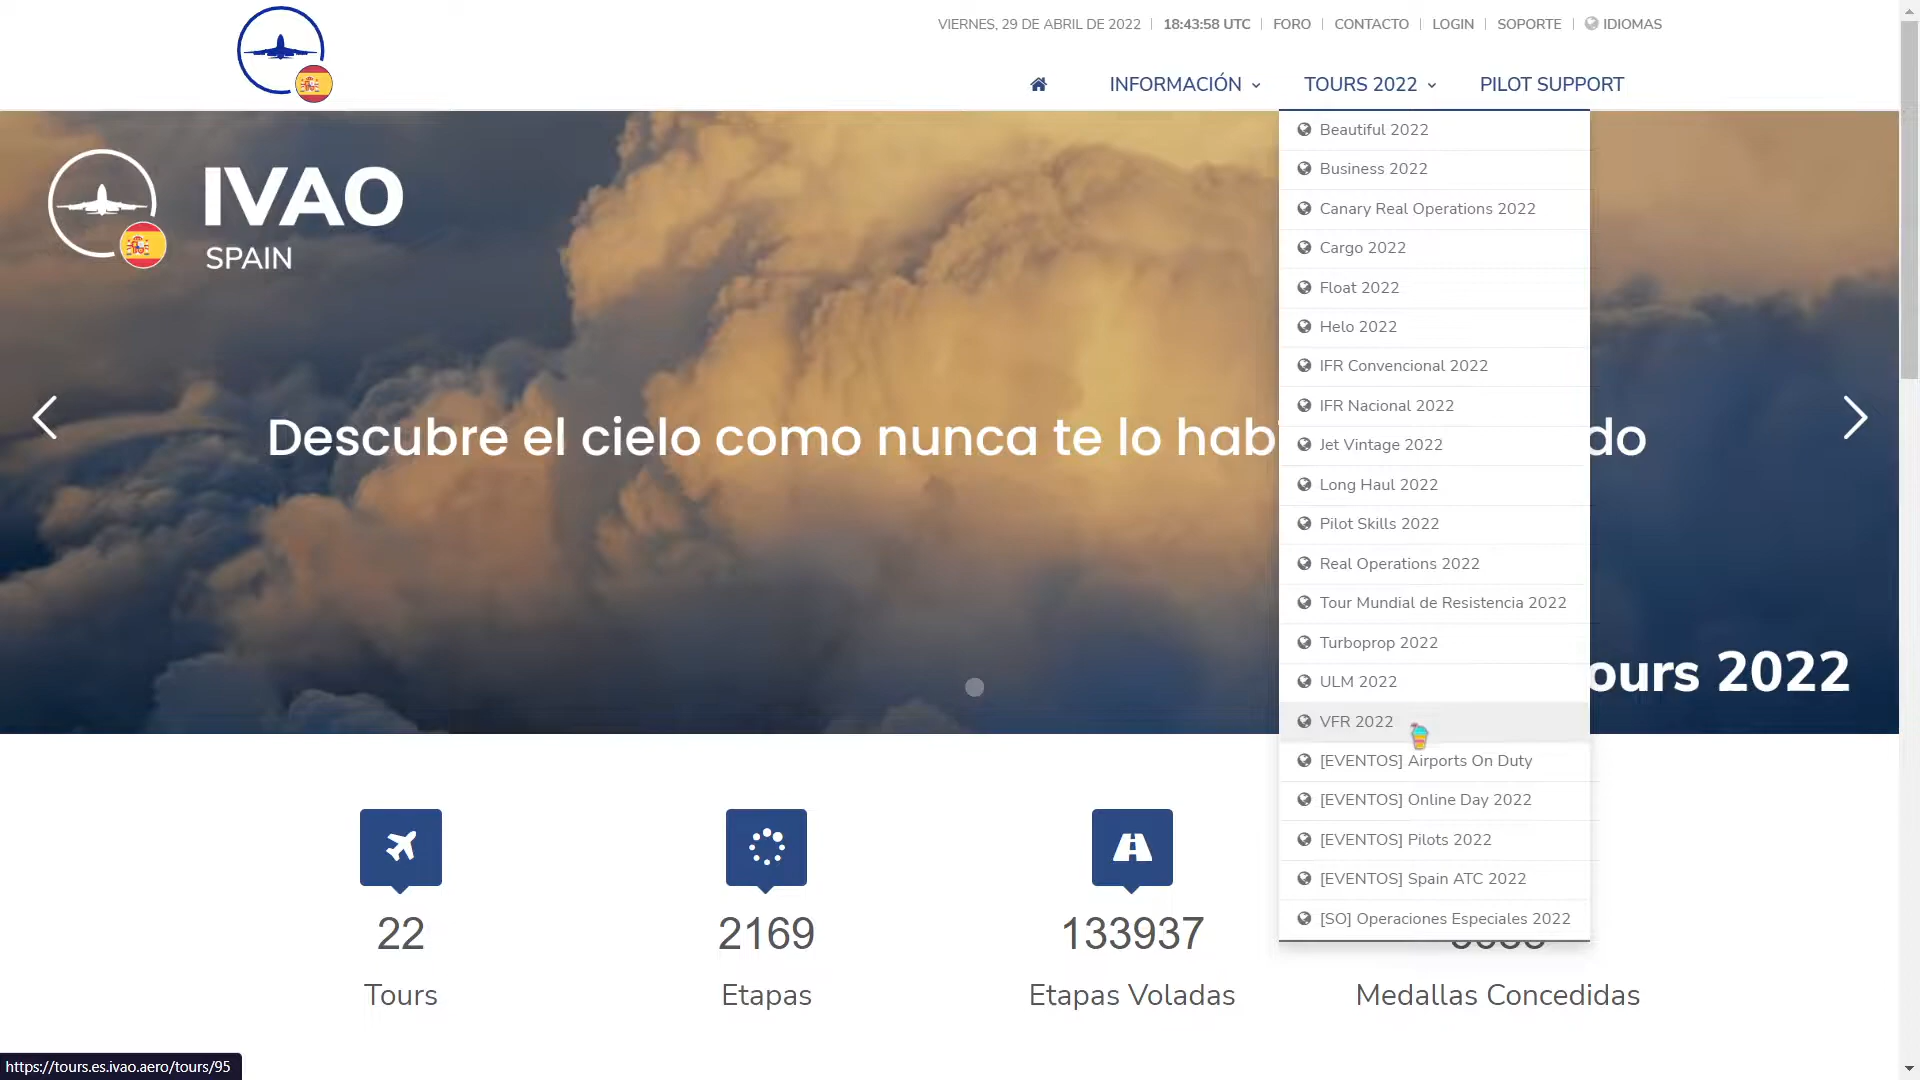 VIERNES, 29 DE ABRIL DE 2022 | 18:43:58 UTC | FORO | CONTACTO | LOGIN | SOPORTE | IDIOMAS
INFORMACIÓN TOURS 2022 PILOT SUPPORT
IVAO
SPAIN
Descubre el cielo como nunca te lo
Tours 2022
Beautiful 2022
Business 2022
Canary Real Operations 2022
Cargo 2022
Float 2022
Helo 2022
IFR Convencional 2022
IFR Nacional 2022
Jet Vintage 2022
Long Haul 2022
Pilot Skills 2022
Real Operations 2022
Tour Mundial de Resistencia 2022
Turboprop 2022
ULM 2022
VFR 2022
[EVENTOS] Airports On Duty
[EVENTOS] Online Day 2022
[EVENTOS] Pilots 2022
[EVENTOS] Spain ATC 2022
[SO] Operaciones Especiales 2022
22 2169 133937
Tours Etapas Etapas Voladas Medallas Concedidas
https://tours.es.ivao.aero/tours/95